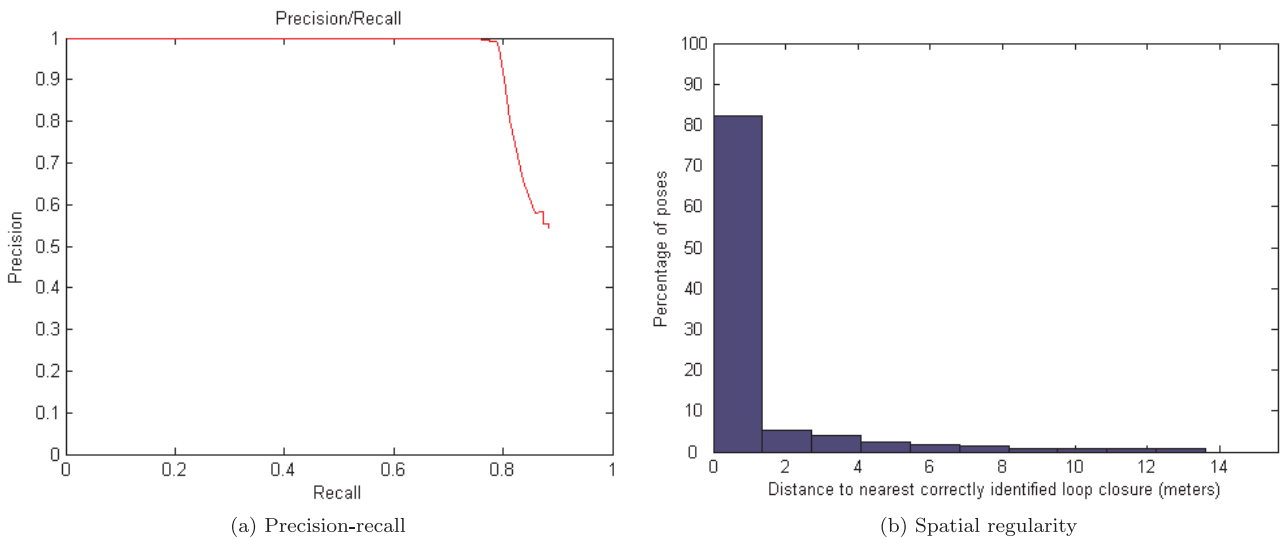 Precision/Recall
1
0.9
0.8
0.7
0.6
0.5
0.4
0.3
0.2
0.1
0
Precision
0 0.2 0.4 0.6 0.8 1
Recall
(a) Precision-recall
100
90
80
70
60
50
40
30
20
10
0
Percentage of poses
0 2 4 6 8 10 12 14
Distance to nearest correctly identified loop closure (meters)
(b) Spatial regularity